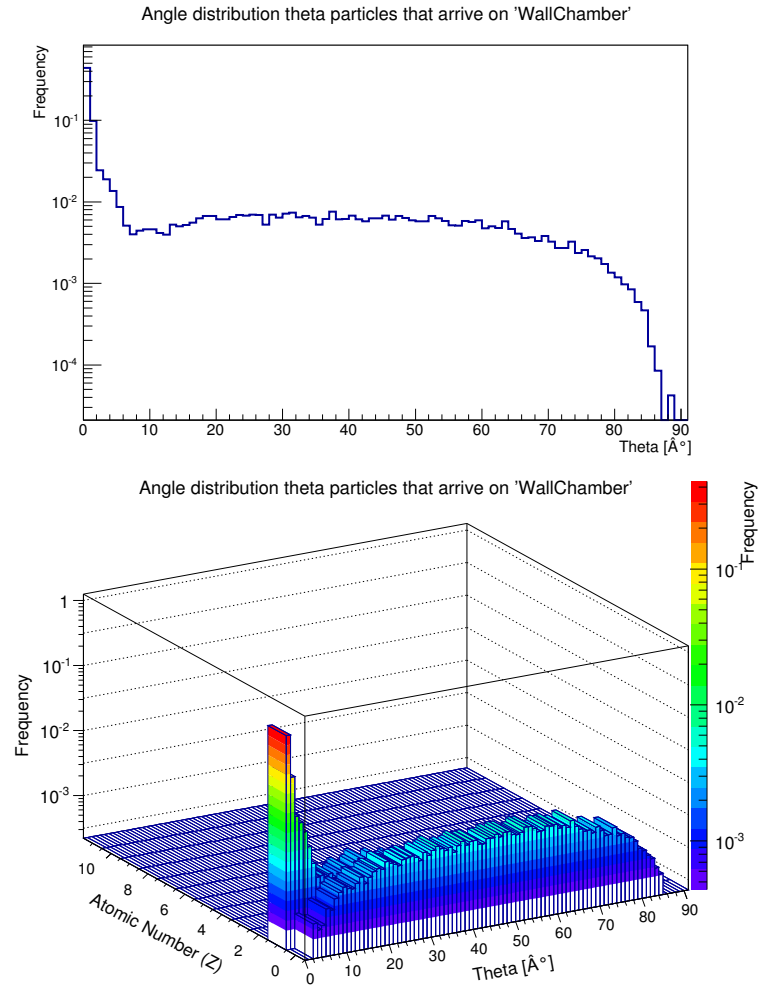 Angle distribution theta particles that arrive on 'WallChamber'
Frequency
10-1
10-2
10-3
10-4
0 10 20 30 40 50 60 70 80 90
Theta [Â°]
Angle distribution theta particles that arrive on 'WallChamber'
Frequency
1
10-1
10-2
10-3
Frequency
10-1
10-2
10-3
10 8 6 4 2 0
Atomic Number (Z)
0 10 20 30 40 50 60 70 80 90
Theta [Â°]